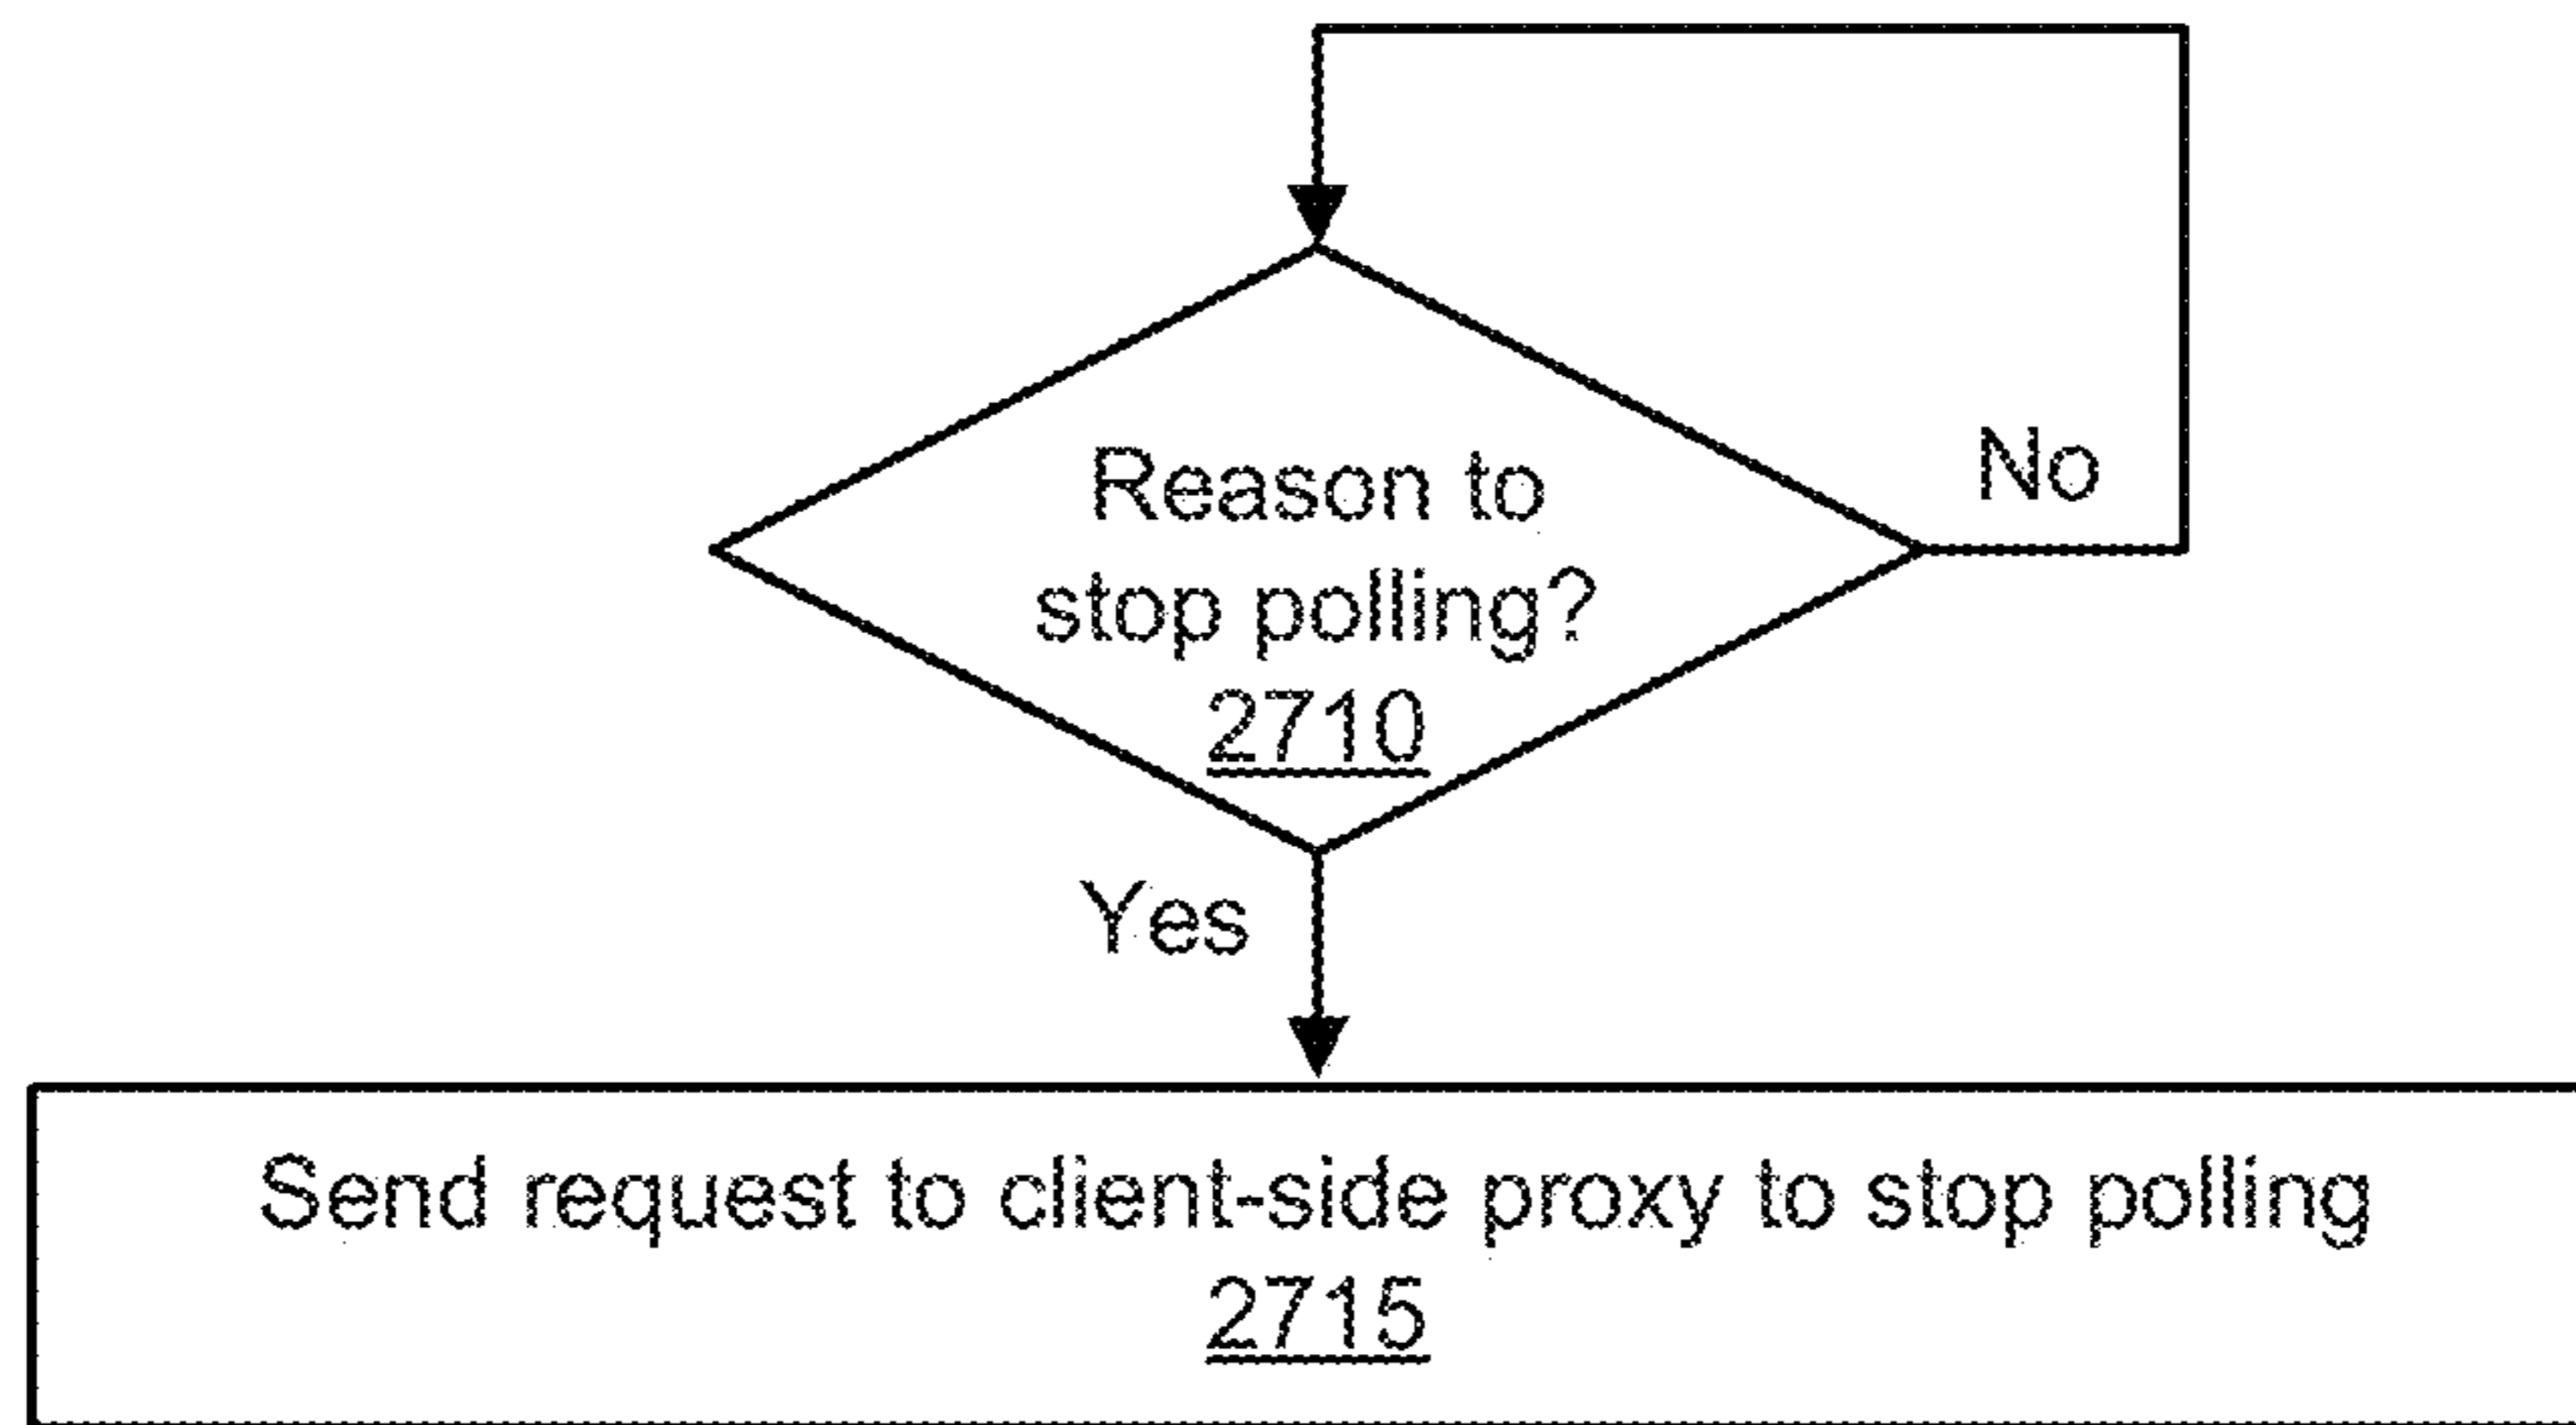 Reason to
No
stop polling?
2710
Yes
Send request to client-side proxy to stop polling
2715